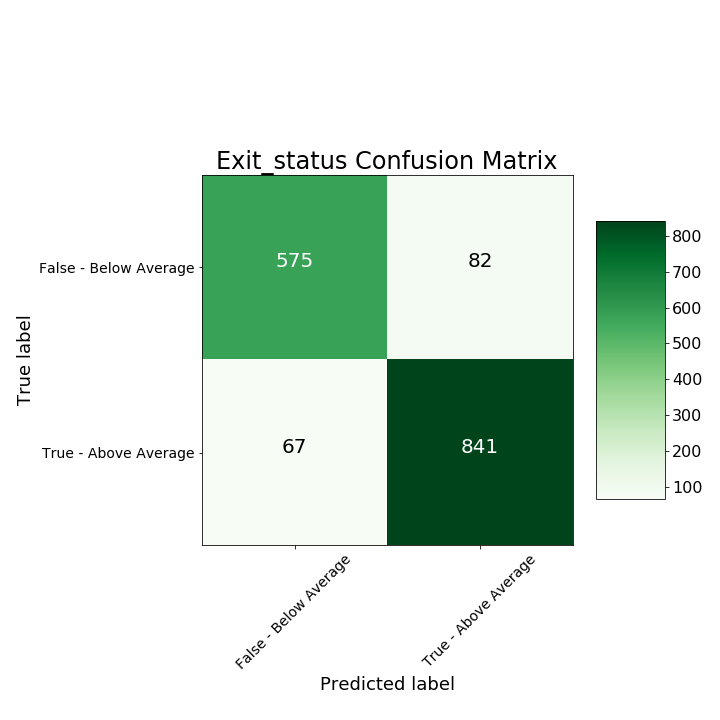 Exit_status Confusion Matrix
True label
False - Below Average
575
82
True - Above Average
67
841
False - Below Average
True - Above Average
Predicted label
800
700
600
500
400
300
200
100